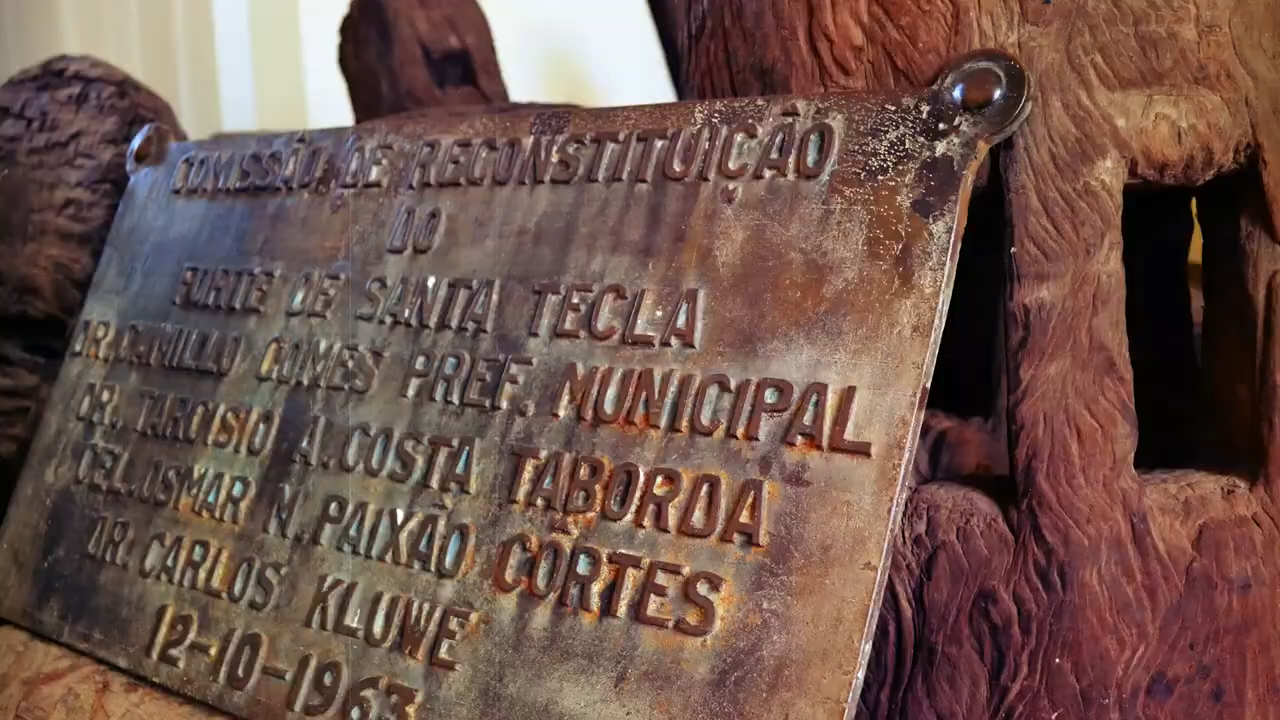 COMISSÃO, DE RECONSTITUIÇÃO
DO
FORTE DE SANTA TECLA
DR. CAMILLO GOMES PREF. MUNICIPAL
DR. TARCISIO A. COSTA TABORDA
CEL. ISMAR N. PAIXÃO CÔRTES
DR. CARLOS KLUWE
12-10-1963